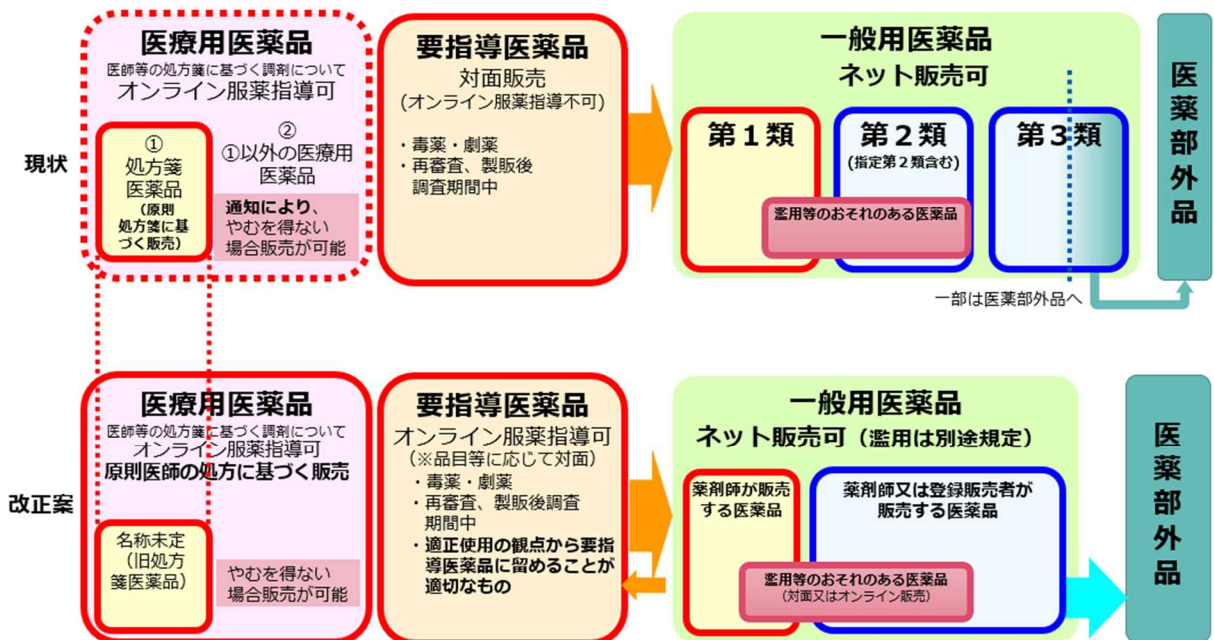 現状
医療用医薬品
医師等の処方箋に基づく調剤について
オンライン服薬指導可
①
処方箋
医薬品
(原則
処方箋に基
づく販売)
②
①以外の医療用
医薬品
通知により、
やむを得ない
場合販売が可能
要指導医薬品
対面販売
(オンライン服薬指導不可)
・毒薬・劇薬
・再審査、製販後
調査期間中
一般用医薬品
ネット販売可
第1類
第2類
(指定第2類含む)
第3類
濫用等のおそれのある医薬品
一部は医薬部外品へ
医薬部外品
改正案
医療用医薬品
医師等の処方箋に基づく調剤について
オンライン服薬指導可
原則医師の処方に基づく販売
名称未定
(旧処方
箋医薬品)
やむを得ない
場合販売が可能
要指導医薬品
オンライン服薬指導可
(※品目等に応じて対面)
・毒薬・劇薬
・再審査、製販後調査
期間中
・適正使用の観点から要指
導医薬品に留めることが
適切なもの
一般用医薬品
ネット販売可(濫用は別途規定)
薬剤師が販売
する医薬品
薬剤師又は登録販売者が
販売する医薬品
濫用等のおそれのある医薬品
(対面又はオンライン販売)
医薬部外品